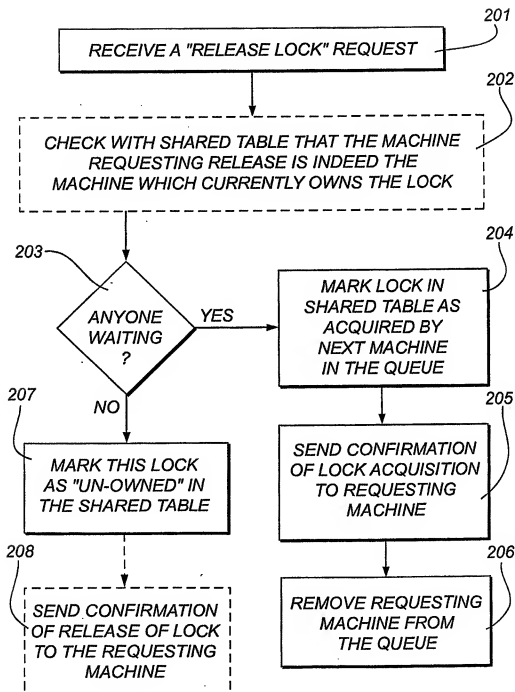 201
RECEIVE A "RELEASE LOCK" REQUEST
202
CHECK WITH SHARED TABLE THAT THE MACHINE
REQUESTING RELEASE IS INDEED THE
MACHINE WHICH CURRENTLY OWNS THE LOCK
203
ANYONE
WAITING
?
YES
NO
204
MARK LOCK IN
SHARED TABLE AS
ACQUIRED BY
NEXT MACHINE
IN THE QUEUE
205
SEND CONFIRMATION
OF LOCK ACQUISITION
TO REQUESTING
MACHINE
206
REMOVE REQUESTING
MACHINE FROM
THE QUEUE
207
MARK THIS LOCK
AS "UN-OWNED" IN
THE SHARED TABLE
208
SEND CONFIRMATION
OF RELEASE OF LOCK
TO THE REQUESTING
MACHINE